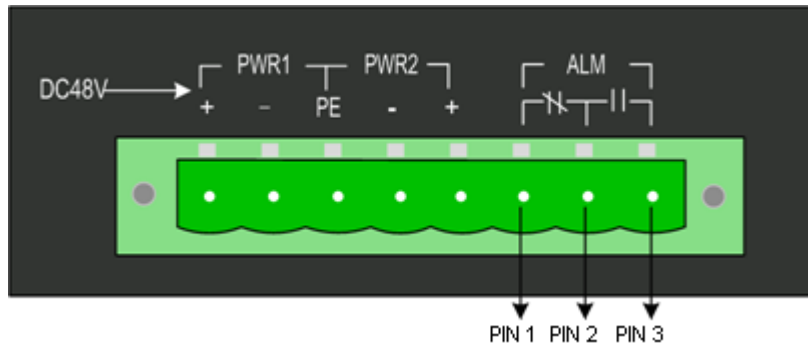 PWR1 PWR2 ALM
DC48V
+ − PE - +
PIN 1 PIN 2 PIN 3